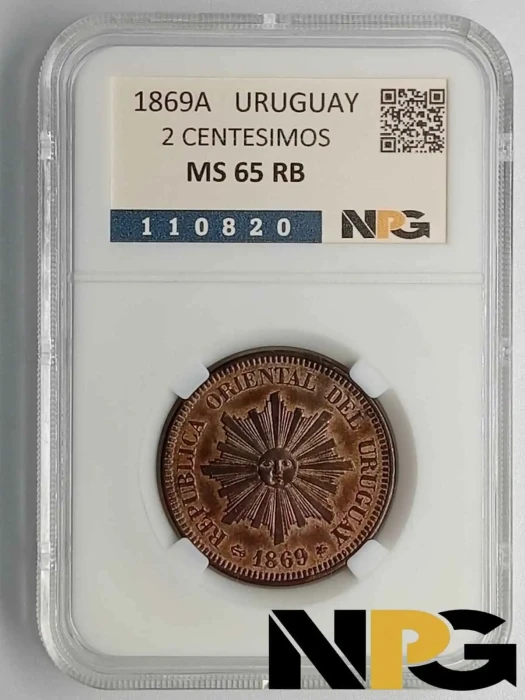 1869A URUGUAY
2 CENTESIMOS
MS 65 RB
110820
NPG
REPUBLICA ORIENTAL DEL URUGUAY
1869
NPG